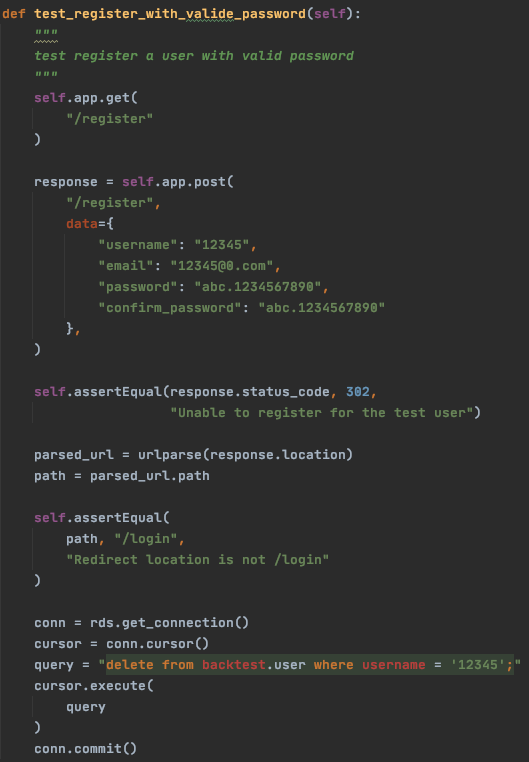 def test_register_with_valide_password(self):
    """
    test register a user with valid password
    """
    self.app.get(
        "/register"
    )

    response = self.app.post(
        "/register",
        data={
            "username": "12345",
            "email": "12345@0.com",
            "password": "abc.1234567890",
            "confirm_password": "abc.1234567890"
        },
    )

    self.assertEqual(response.status_code, 302,
                     "Unable to register for the test user")

    parsed_url = urlparse(response.location)
    path = parsed_url.path

    self.assertEqual(
        path, "/login",
        "Redirect location is not /login"
    )

    conn = rds.get_connection()
    cursor = conn.cursor()
    query = "delete from backtest.user where username = '12345';"
    cursor.execute(
        query
    )
    conn.commit()